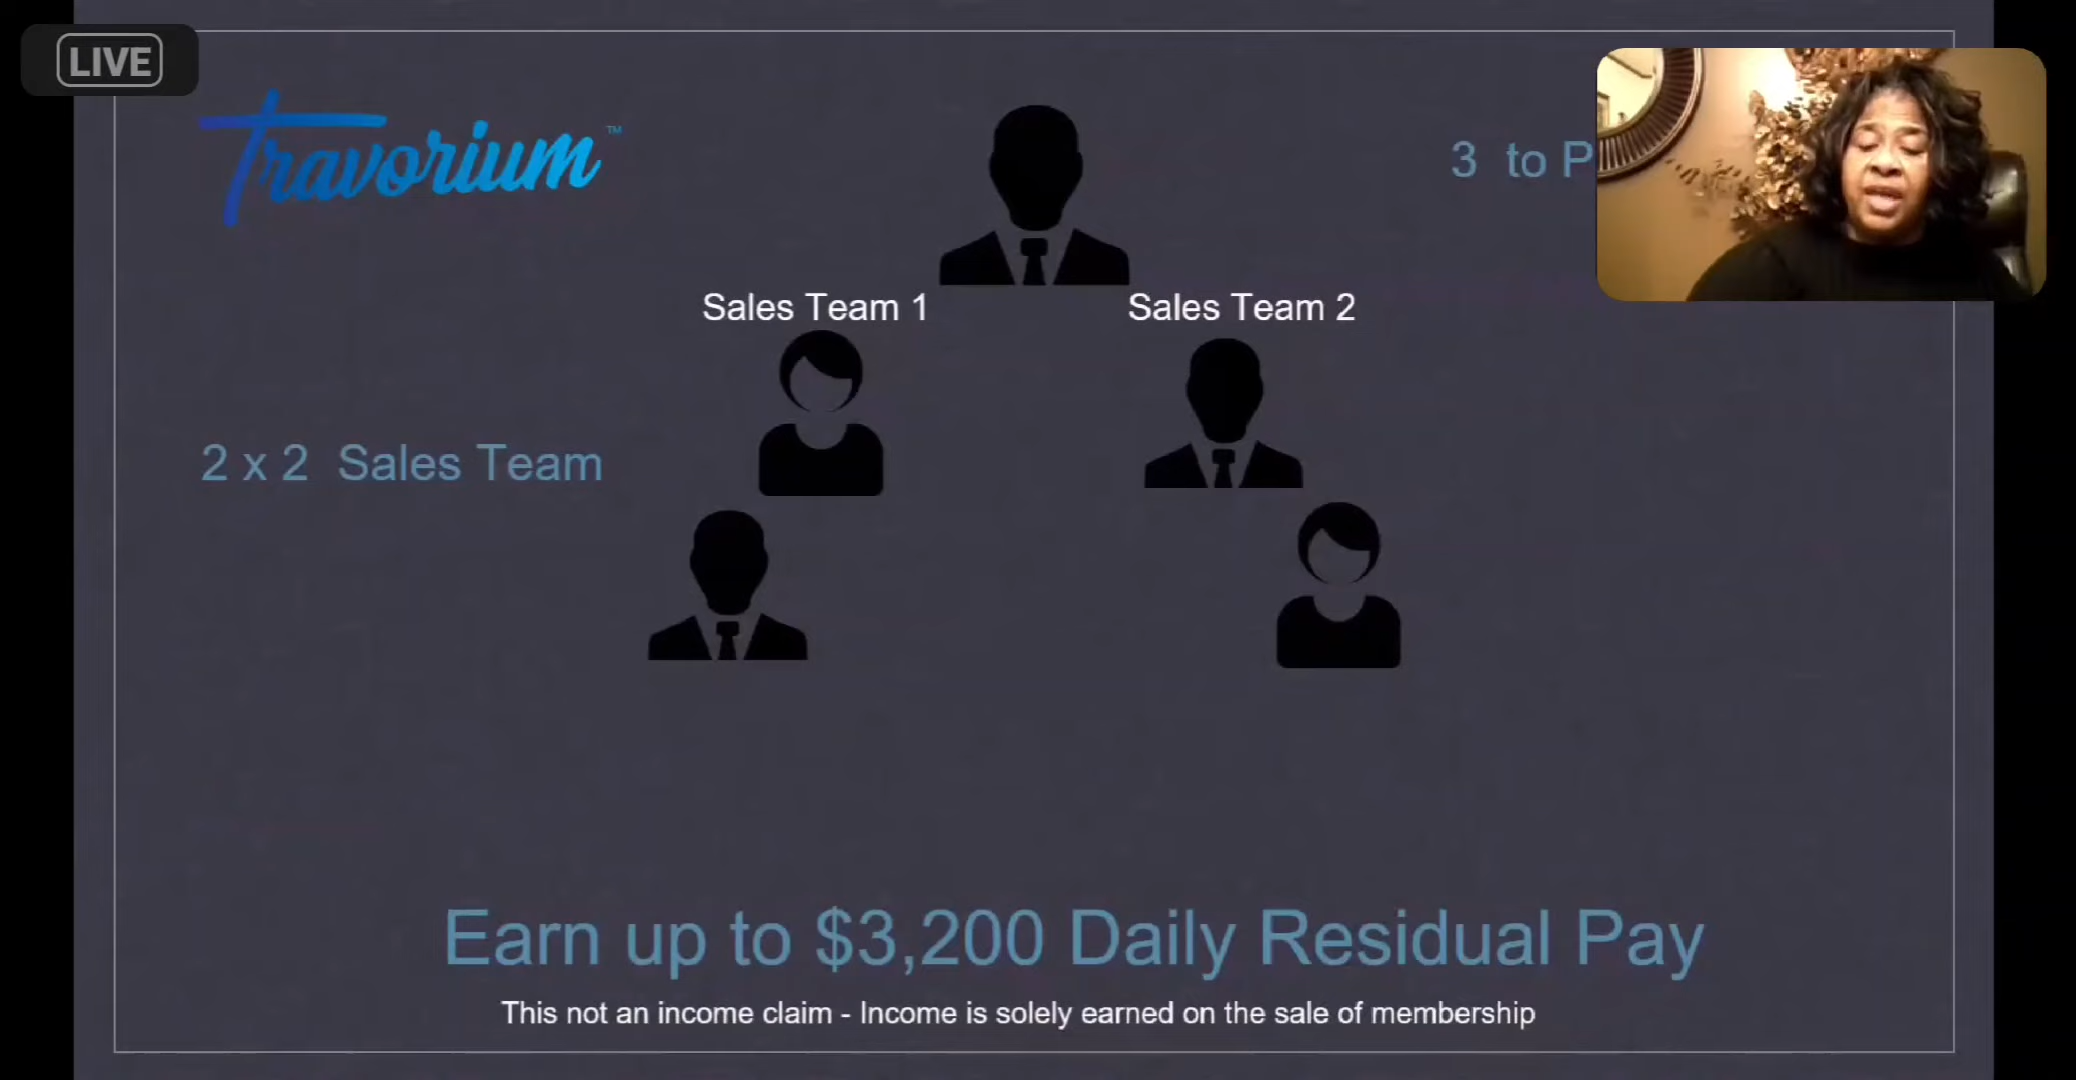 LIVE
Travorium™
3 to
Sales Team 1
Sales Team 2
2 x 2 Sales Team
Earn up to $3,200 Daily Residual Pay
This not an income claim - Income is solely earned on the sale of membership